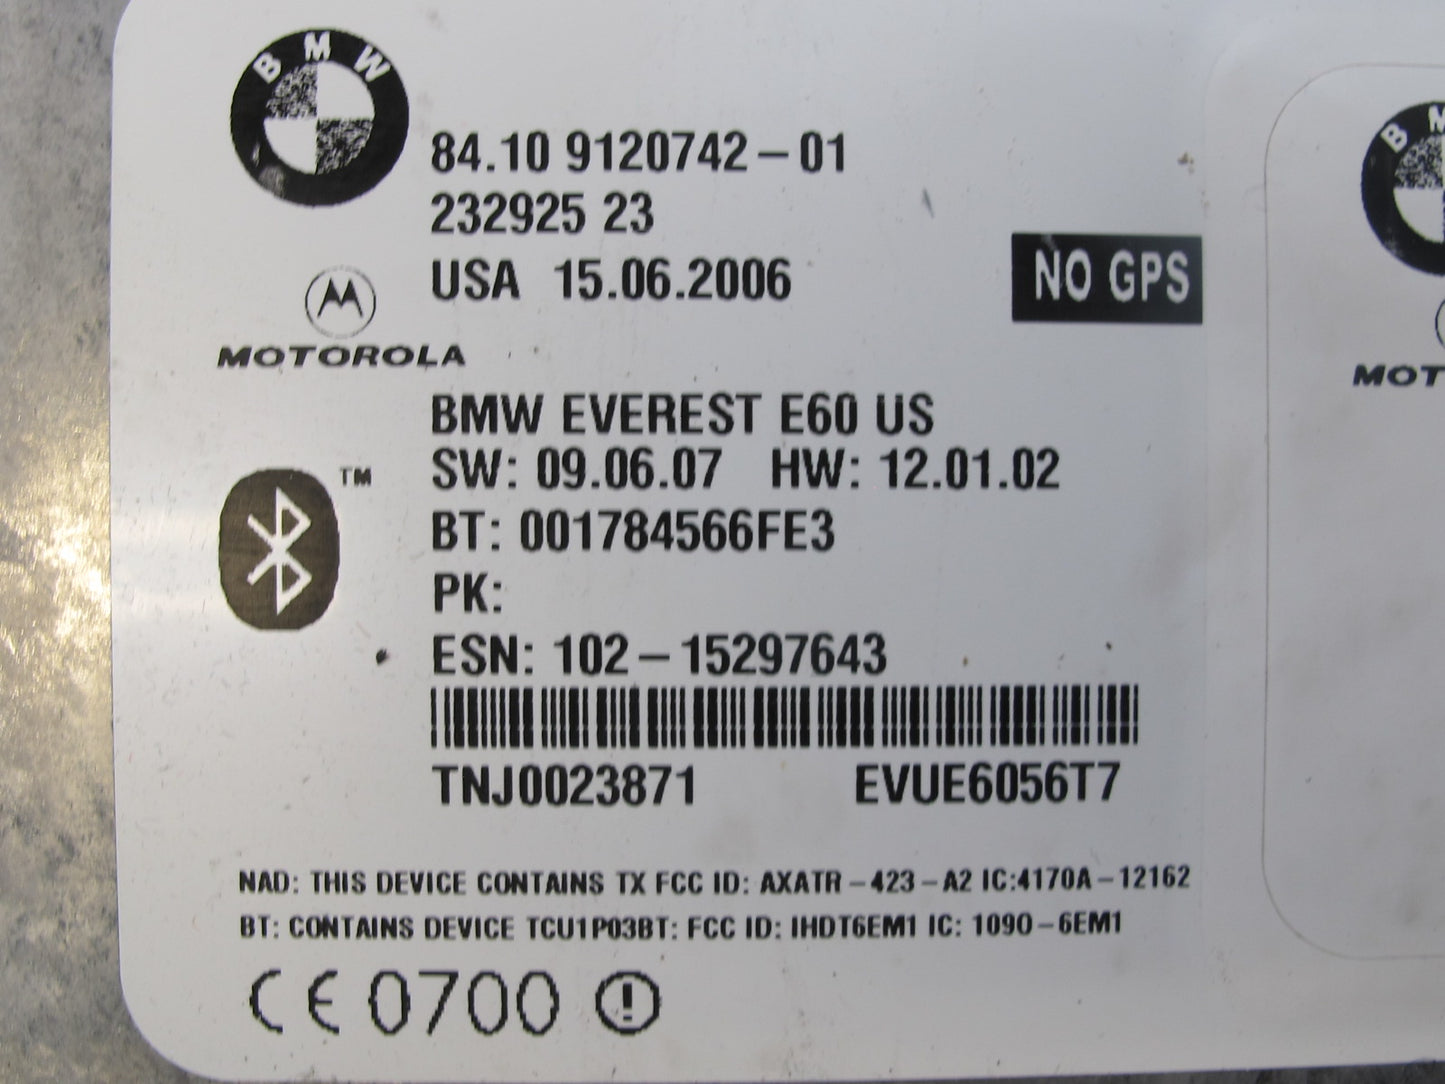 BMW
84.10 9120742-01
232925 23
USA 15.06.2006
NO GPS
MOTOROLA
BMW EVEREST E60 US
SW: 09.06.07 HW: 12.01.02
TM
BT: 001784566FE3
PK:
ESN: 102-15297643
TNJ0023871 EVUE6056T7
NAD: THIS DEVICE CONTAINS TX FCC ID: AXATR-423-A2 IC:4170A-12162
BT: CONTAINS DEVICE TCU1P03BT: FCC ID: IHDT6EM1 IC: 1090-6EM1
CE 0700